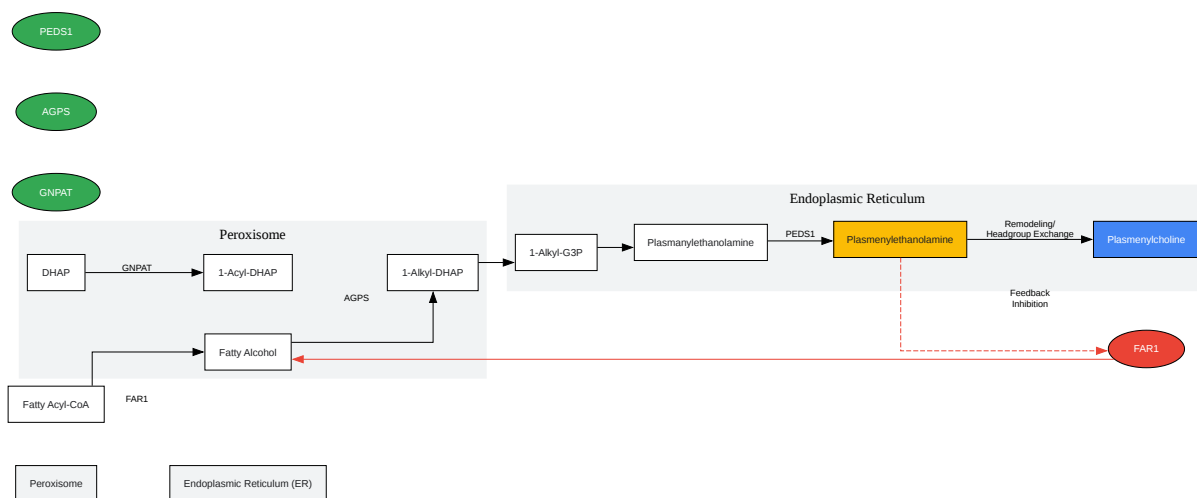 PEDS1
AGPS
GNPAT
Endoplasmic Reticulum
Peroxisome
Remodeling/
Headgroup Exchange
PEDS1
1-Alkyl-G3P
Plasmanylethanolamine
Plasmenylethanolamine
Plasmenylcholine
DHAP
GNPAT
1-Acyl-DHAP
1-Alkyl-DHAP
AGPS
Feedback
Inhibition
Fatty Alcohol
FAR1
Fatty Acyl-CoA
FAR1
Peroxisome
Endoplasmic Reticulum (ER)